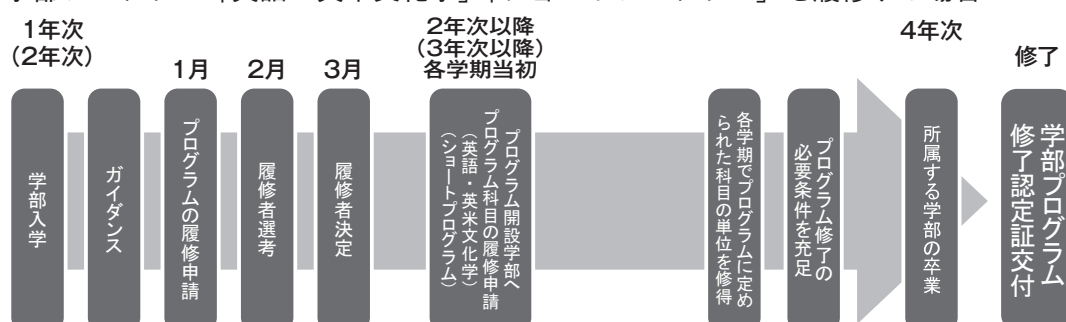 1年次
(2年次)
1月
2月
3月
2年次以降
(3年次以降)
各学期当初
4年次
修了
学部入学
ガイダンス
プログラムの履修申請
履修者選考
履修者決定
プログラム開設学部へ
プログラム科目の履修申請
(英語・英米文化学)
(ショートプログラム)
各学期でプログラムに定め
られた科目の単位を修得
プログラム修了の
必要条件を充足
所属する学部の卒業
学部プログラム
修了認定証交付